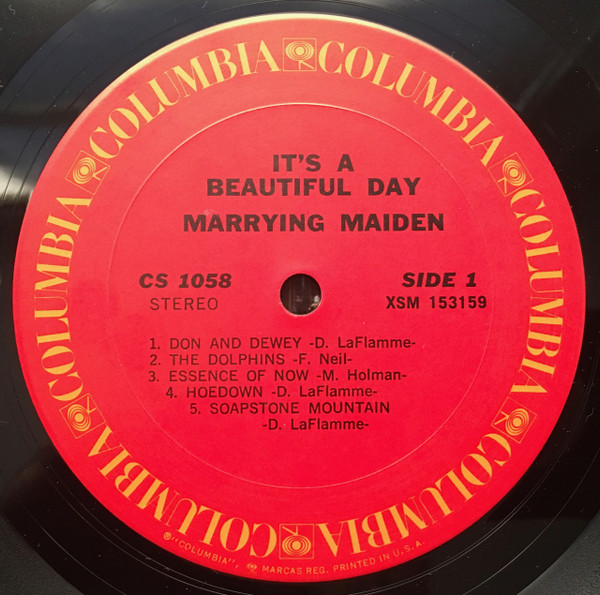 COLUMBIA COLUMBIA COLUMBIA COLUMBIA COLUMBIA COLUMBIA COLUMBIA COLUMBIA
IT'S A
BEAUTIFUL DAY
MARRYING MAIDEN
CS 1058
STEREO
SIDE 1
XSM 153159
1. DON AND DEWEY -D. LaFlamme-
2. THE DOLPHINS -F. Neil-
3. ESSENCE OF NOW -M. Holman-
4. HOEDOWN -D. LaFlamme-
5. SOAPSTONE MOUNTAIN
-D. LaFlamme-
®"COLUMBIA", MARCAS REG. PRINTED IN U.S.A.